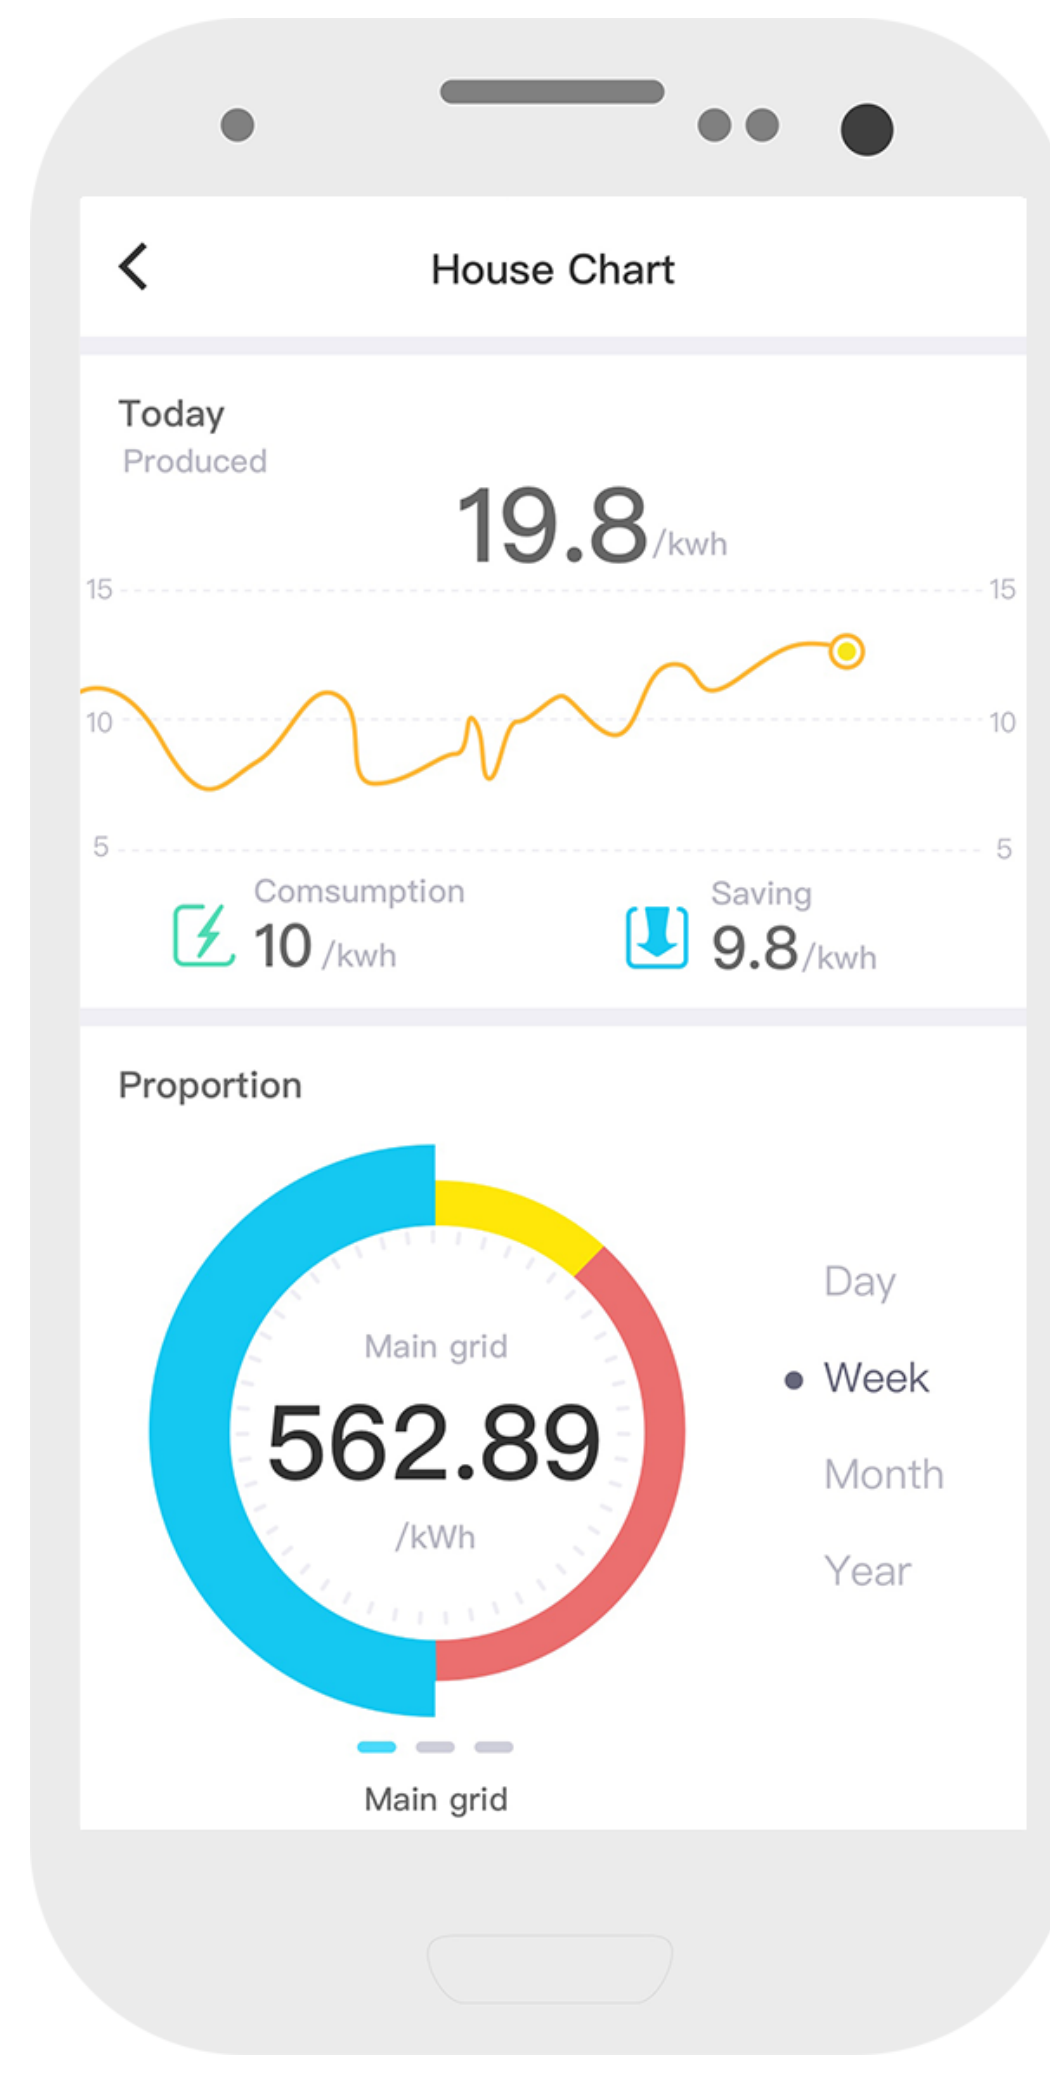 House Chart
Today
Produced
19.8/kwh
15 15
10 10
5 5
Comsumption
10 /kwh
Saving
9.8/kwh
Proportion
Main grid
562.89
/kWh
Day
Week
Month
Year
Main grid